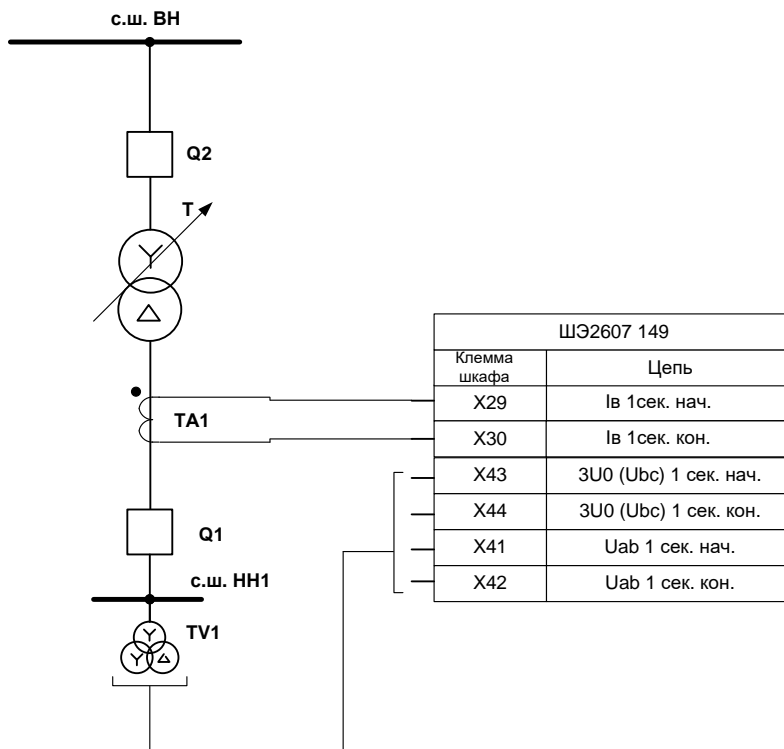 с.ш. ВН
Q2
Т
ШЭ2607 149
Клемма шкафа
Цепь
TA1
X29
Iв 1сек. нач.
X30
Iв 1сек. кон.
X43
3U0 (Ubc) 1 сек. нач.
X44
3U0 (Ubc) 1 сек. кон.
Q1
X41
Uab 1 сек. нач.
с.ш. НН1
X42
Uab 1 сек. кон.
TV1